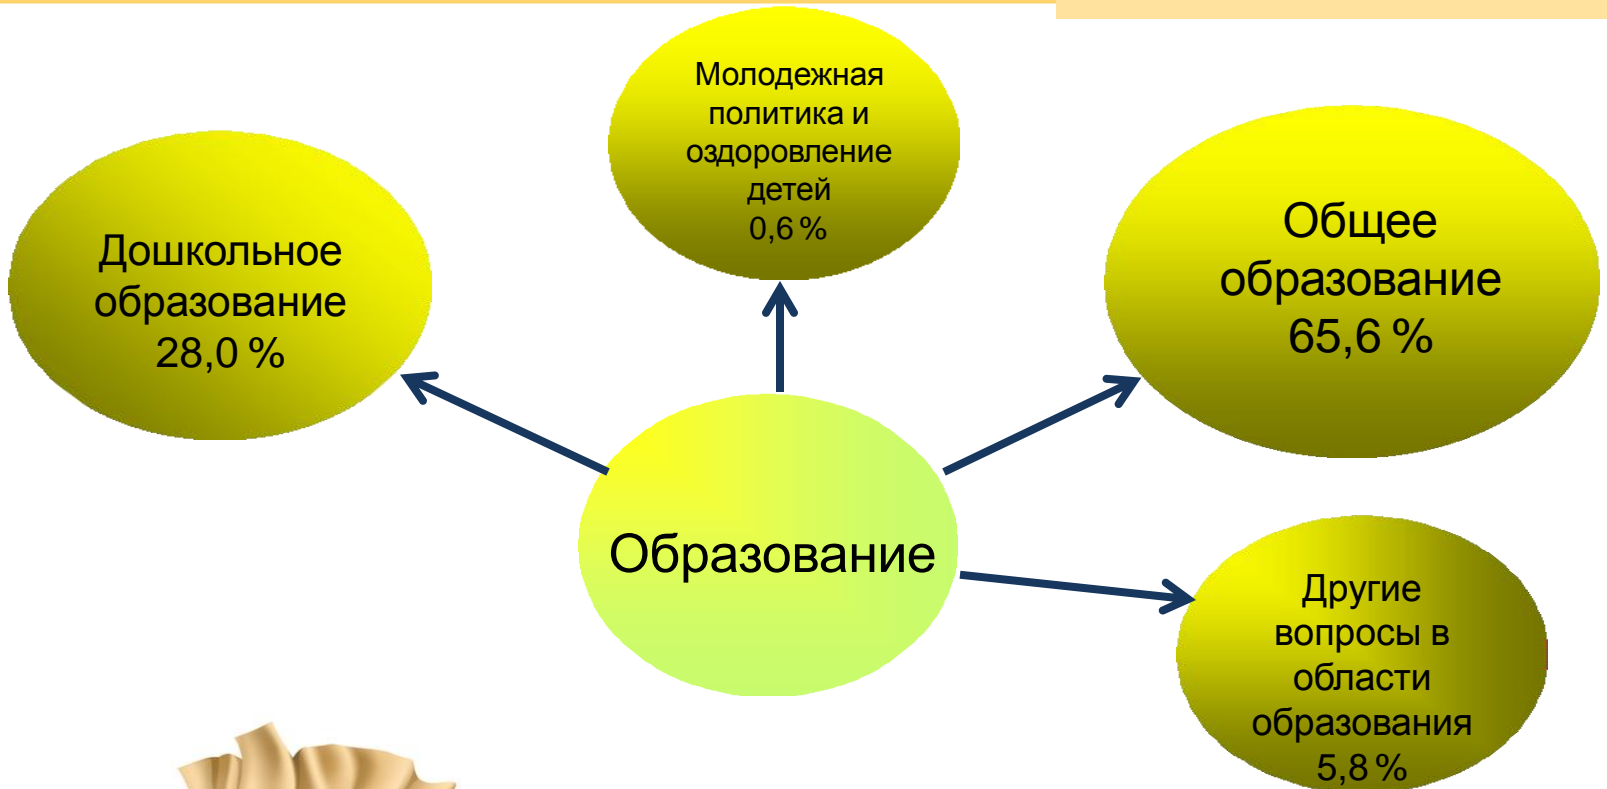 Молодежная
политика и
оздоровление
детей
0,6 %
Дошкольное
образование
28,0 %
Общее
образование
65,6 %
Образование
Другие
вопросы в
области
образования
5,8 %